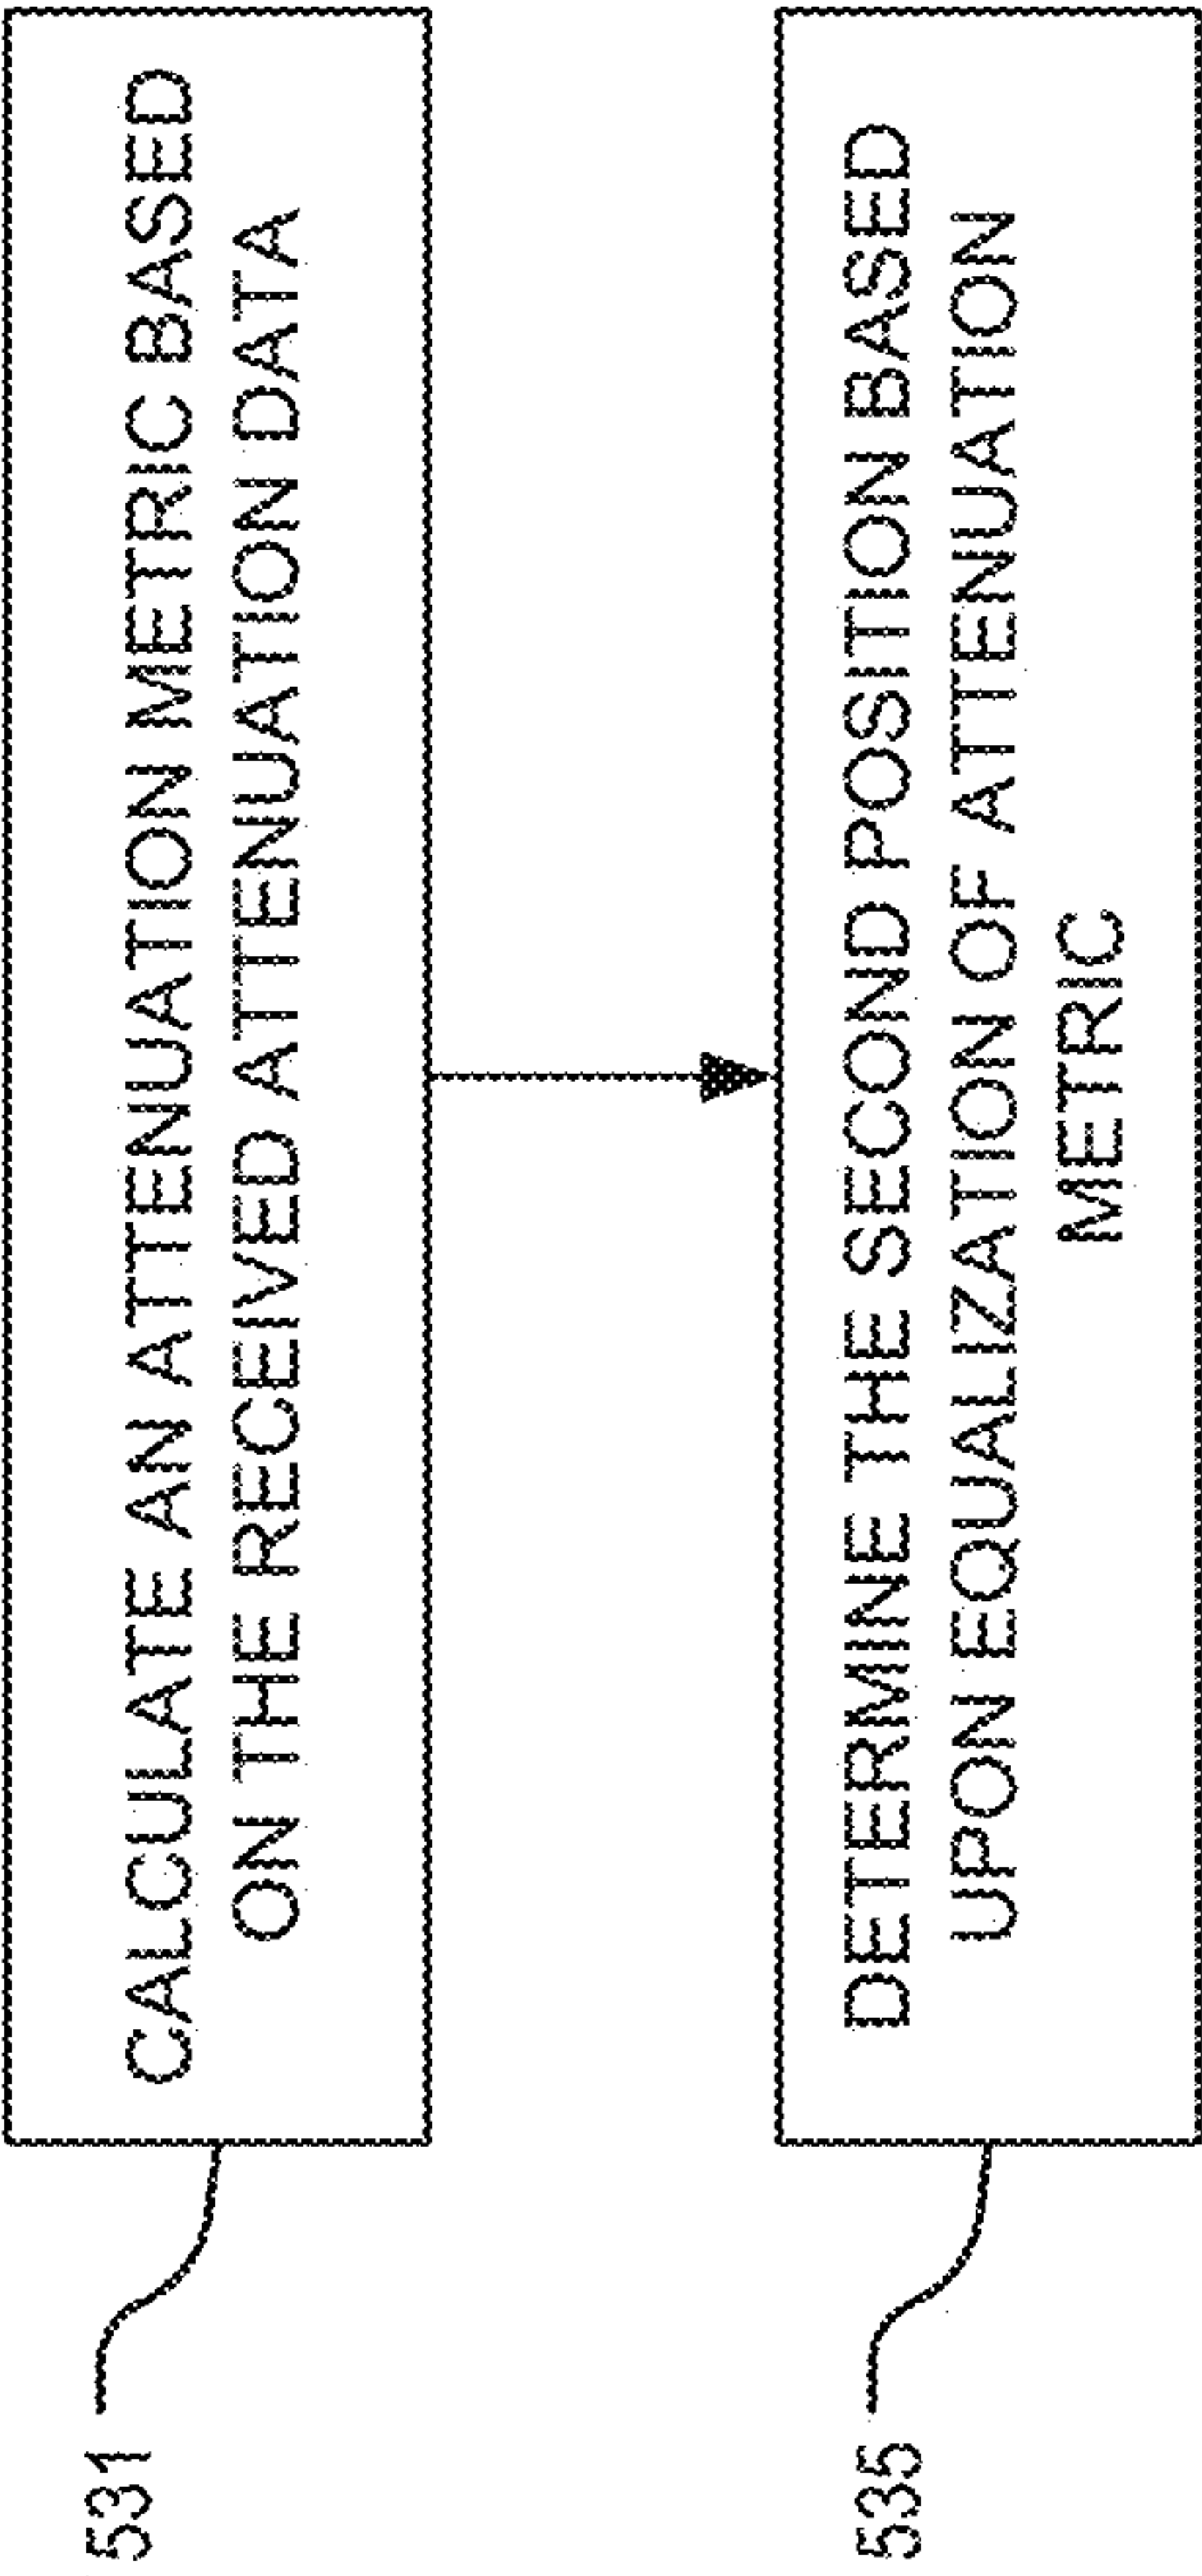 531
CALCULATE AN ATTENUATION METRIC BASED
ON THE RECEIVED ATTENUATION DATA
535
DETERMINE THE SECOND POSITION BASED
UPON EQUALIZATION OF ATTENUATION
METRIC